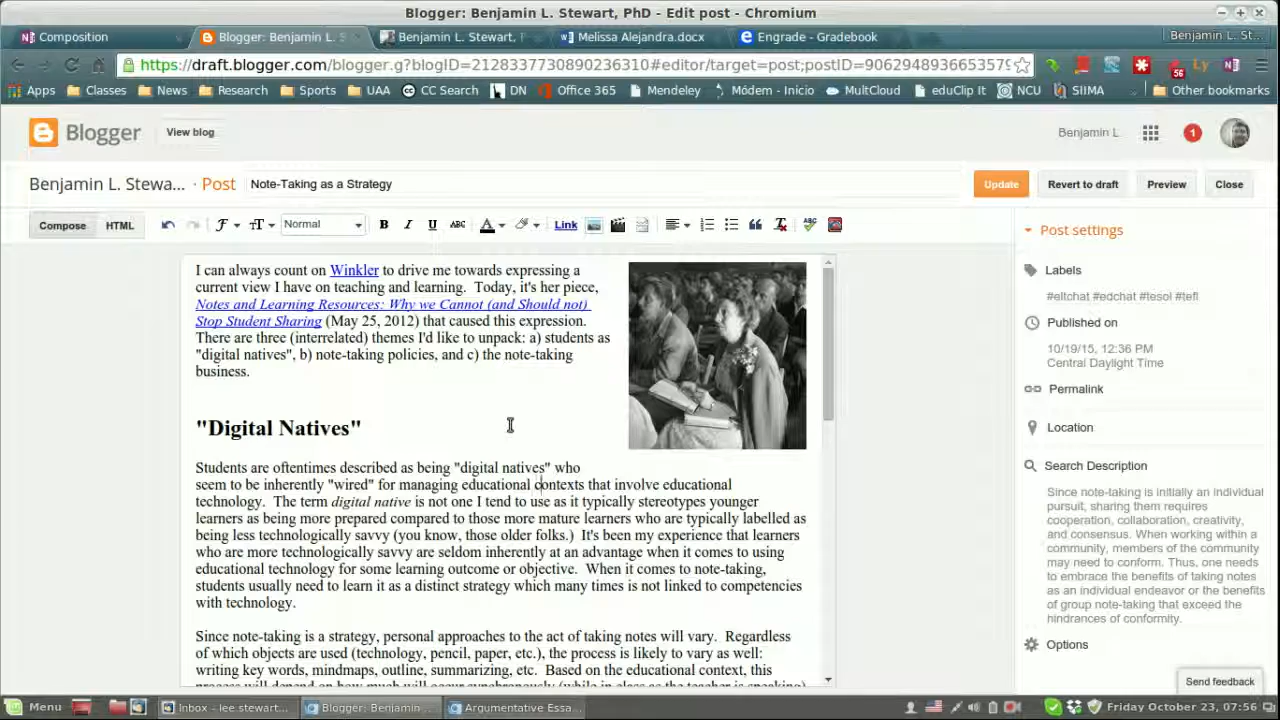 Blogger: Benjamin L. Stewart, PhD - Edit post - Chromium
Composition
Blogger: Benjamin L. S
Benjamin L. Stewart,
Melissa Alejandra.docx
Engrade - Gradebook
Benjamin L. St...
https://draft.blogger.com/blogger.g?blogID=2128337730890236310#editor/target=post;postID=9062948936653579
56
Apps
Classes
News
Research
Sports
UAA
CC Search
DN
Office 365
Mendeley
Módem - Inicio
MultCloud
eduClip It
NCU
SIIMA
Other bookmarks
Blogger
View blog
Benjamin L
1
Benjamin L. Stewa... · Post
Note-Taking as a Strategy
Update
Revert to draft
Preview
Close
Compose
HTML
Normal
B
I
U
ABC
A
Link
I can always count on Winkler to drive me towards expressing a
current view I have on teaching and learning.  Today, it's her piece,
Notes and Learning Resources: Why we Cannot (and Should not)
Stop Student Sharing (May 25, 2012) that caused this expression.
There are three (interrelated) themes I'd like to unpack: a) students as
"digital natives", b) note-taking policies, and c) the note-taking
business.
"Digital Natives"
Students are oftentimes described as being "digital natives" who
seem to be inherently "wired" for managing educational contexts that involve educational
technology.  The term digital native is not one I tend to use as it typically stereotypes younger
learners as being more prepared compared to those more mature learners who are typically labelled as
being less technologically savvy (you know, those older folks.)  It's been my experience that learners
who are more technologically savvy are seldom inherently at an advantage when it comes to using
educational technology for some learning outcome or objective.  When it comes to note-taking,
students usually need to learn it as a distinct strategy which many times is not linked to competencies
with technology.
Since note-taking is a strategy, personal approaches to the act of taking notes will vary.  Regardless
of which objects are used (technology, pencil, paper, etc.), the process is likely to vary as well:
writing key words, mindmaps, outline, summarizing, etc.  Based on the educational context, this
process will depend on how much will occur synchronously (while in class as the teacher is speaking)
Post settings
Labels
#eltchat #edchat #tesol #tefl
Published on
10/19/15, 12:36 PM
Central Daylight Time
Permalink
Location
Search Description
Since note-taking is initially an individual
pursuit, sharing them requires
cooperation, collaboration, creativity,
and consensus. When working within a
community, members of the community
may need to conform. Thus, one needs
to embrace the benefits of taking notes
as an individual endeavor or the benefits
of group note-taking that exceed the
hindrances of conformity.
Options
Send feedback
Menu
Inbox - lee.stewart...
Blogger: Benjamin ...
Argumentative Essa...
Friday October 23, 07:56